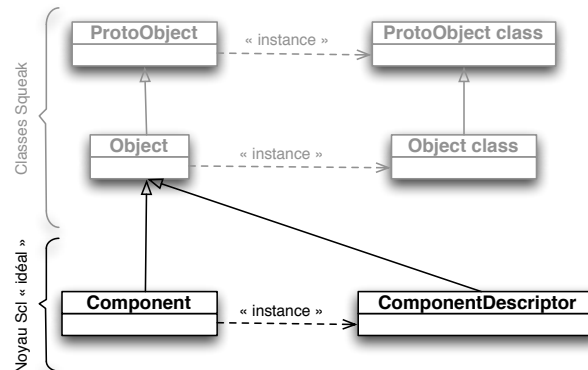 ProtoObject
« instance »
ProtoObject class
Classes Squeak
Object
« instance »
Object class
Noyau Scl « idéal »
Component
« instance »
ComponentDescriptor